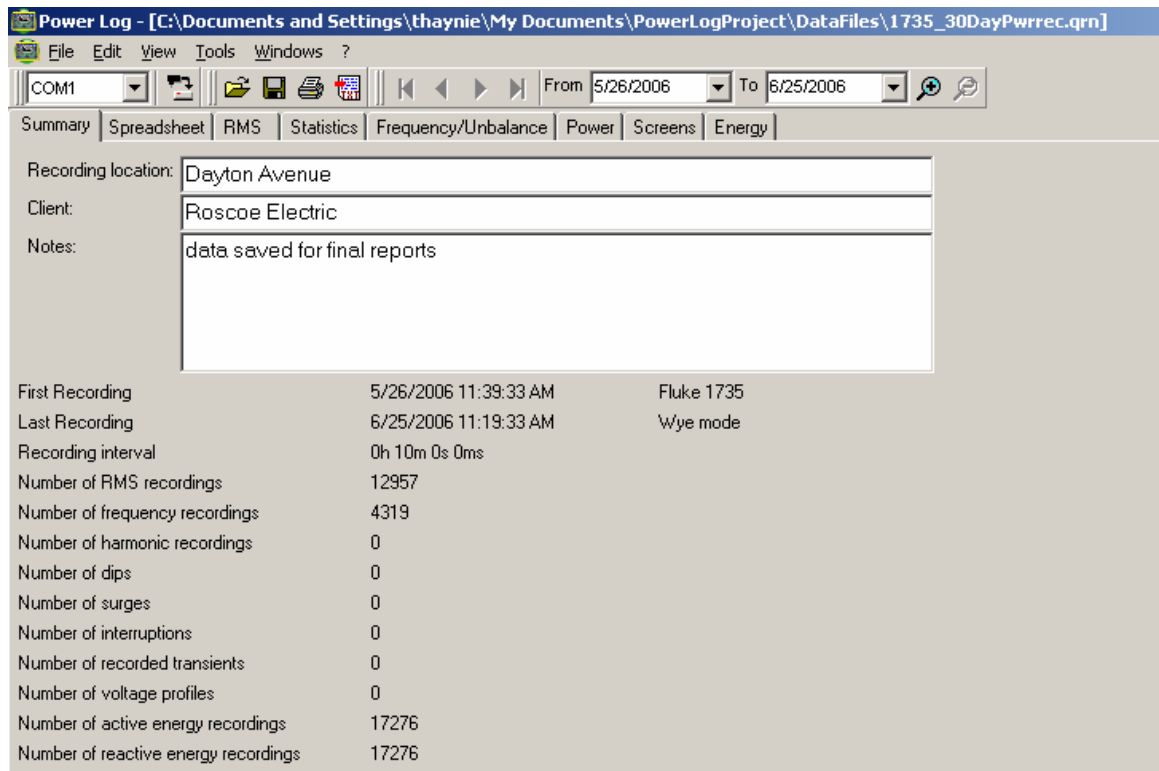 Power Log - [C:\Documents and Settings\thaynie\My Documents\PowerLogProject\DataFiles\1735_30DayPwrrec.qrn]
File Edit View Tools Windows ?
COM1 From 5/26/2006 To 6/25/2006
Summary Spreadsheet RMS Statistics Frequency/Unbalance Power Screens Energy
Recording location: Dayton Avenue
Client: Roscoe Electric
Notes: data saved for final reports
First Recording 5/26/2006 11:39:33 AM Fluke 1735
Last Recording 6/25/2006 11:19:33 AM Wye mode
Recording interval 0h 10m 0s 0ms
Number of RMS recordings 12957
Number of frequency recordings 4319
Number of harmonic recordings 0
Number of dips 0
Number of surges 0
Number of interruptions 0
Number of recorded transients 0
Number of voltage profiles 0
Number of active energy recordings 17276
Number of reactive energy recordings 17276